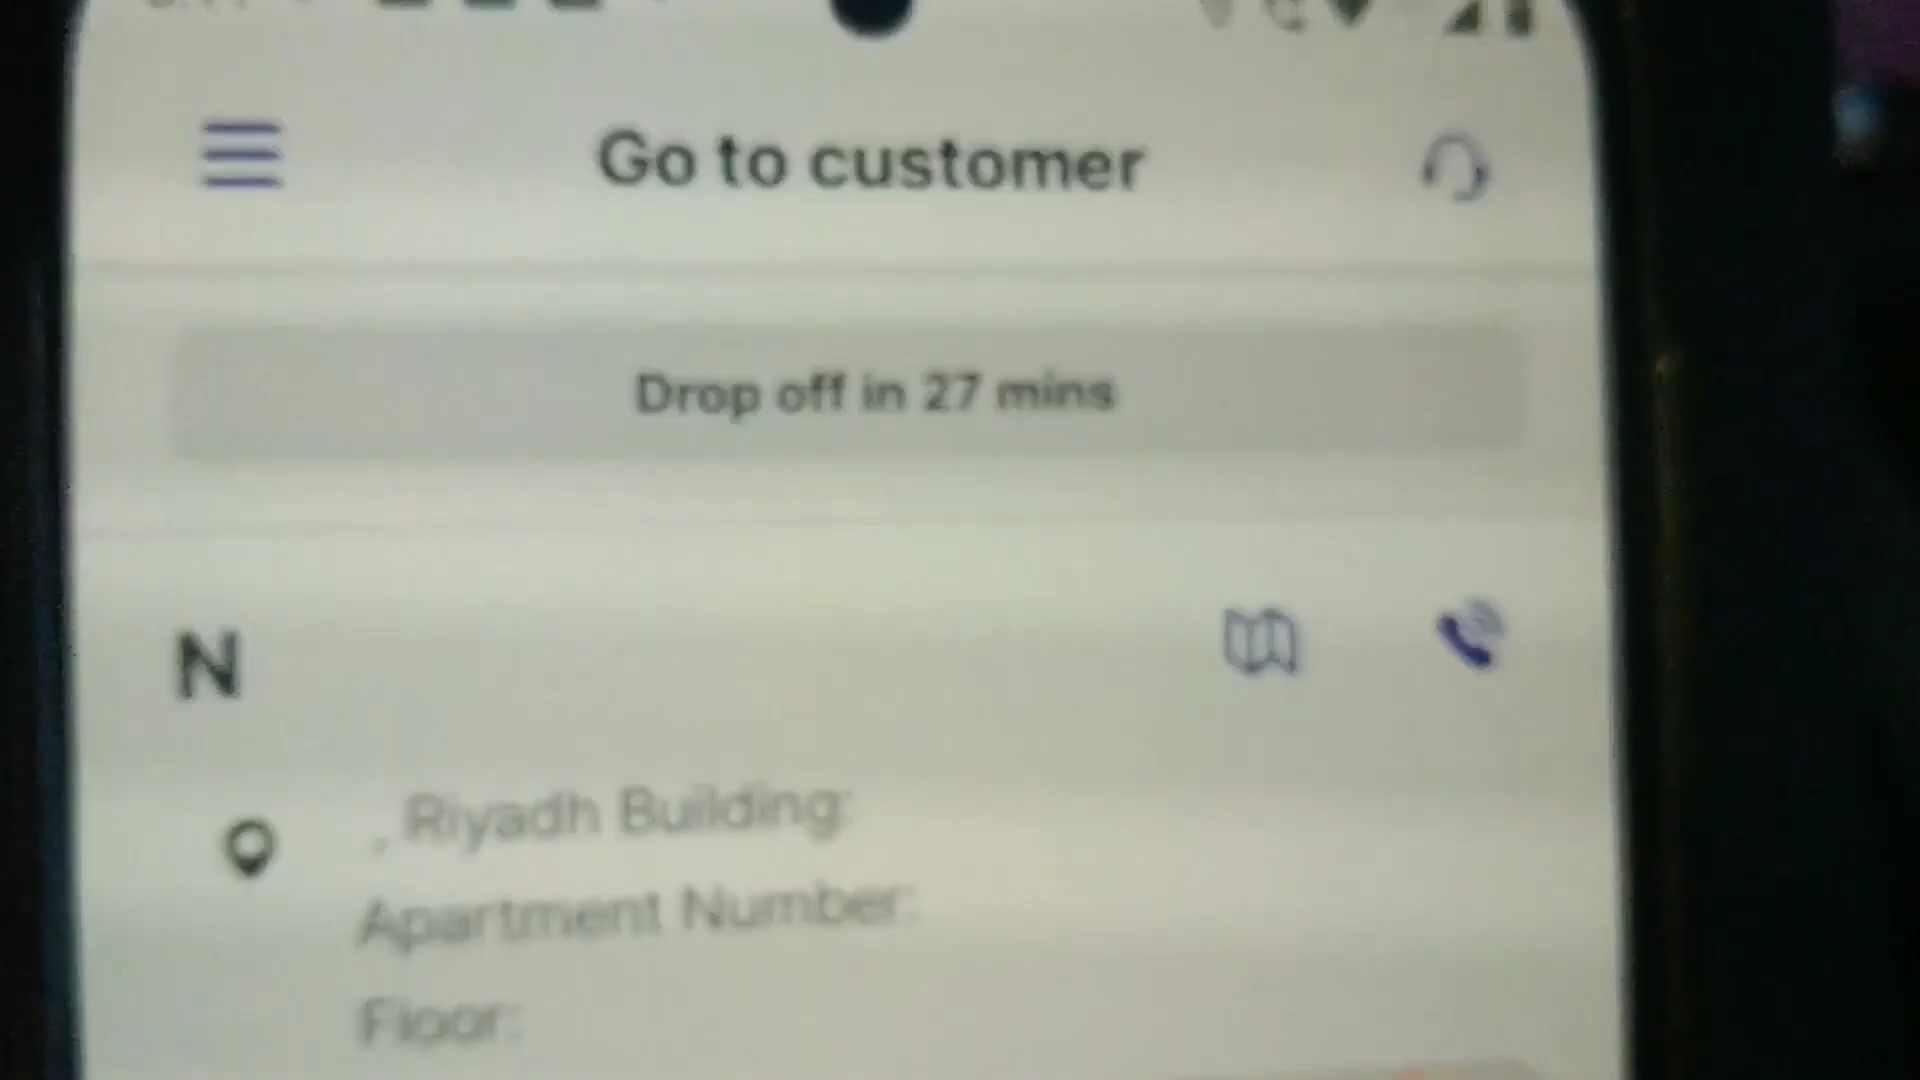 Go to customer
Drop off in 27 mins
N
, Riyadh Building:
Apartment Number:
Floor: